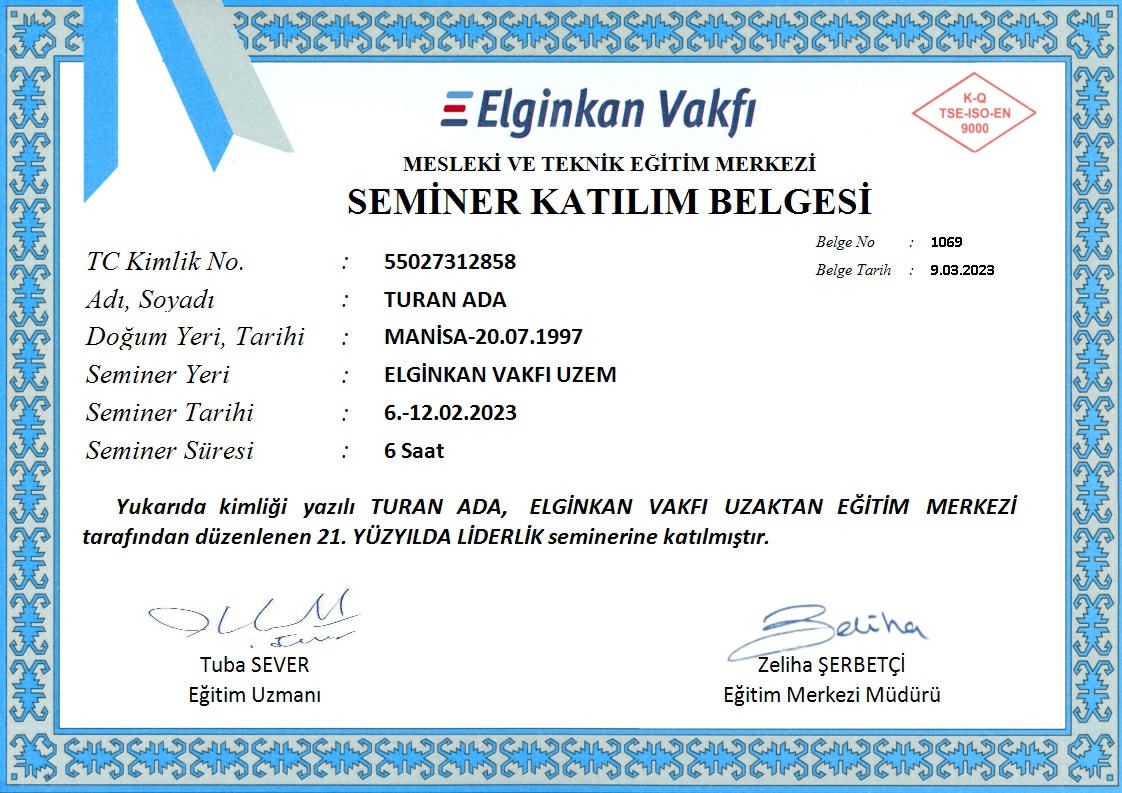 Elginkan Vakfı
K-Q
TSE-ISO-EN
9000
MESLEKİ VE TEKNİK EĞİTİM MERKEZİ
SEMİNER KATILIM BELGESİ
Belge No : 1069
Belge Tarih : 9.03.2023
TC Kimlik No. : 55027312858
Adı, Soyadı : TURAN ADA
Doğum Yeri, Tarihi : MANİSA-20.07.1997
Seminer Yeri : ELGİNKAN VAKFI UZEM
Seminer Tarihi : 6.-12.02.2023
Seminer Süresi : 6 Saat
Yukarıda kimliği yazılı TURAN ADA, ELGİNKAN VAKFI UZAKTAN EĞİTİM MERKEZİ
tarafından düzenlenen 21. YÜZYILDA LİDERLİK seminerine katılmıştır.
Zeliha
Tuba SEVER
Eğitim Uzmanı
Zeliha ŞERBETÇİ
Eğitim Merkezi Müdürü